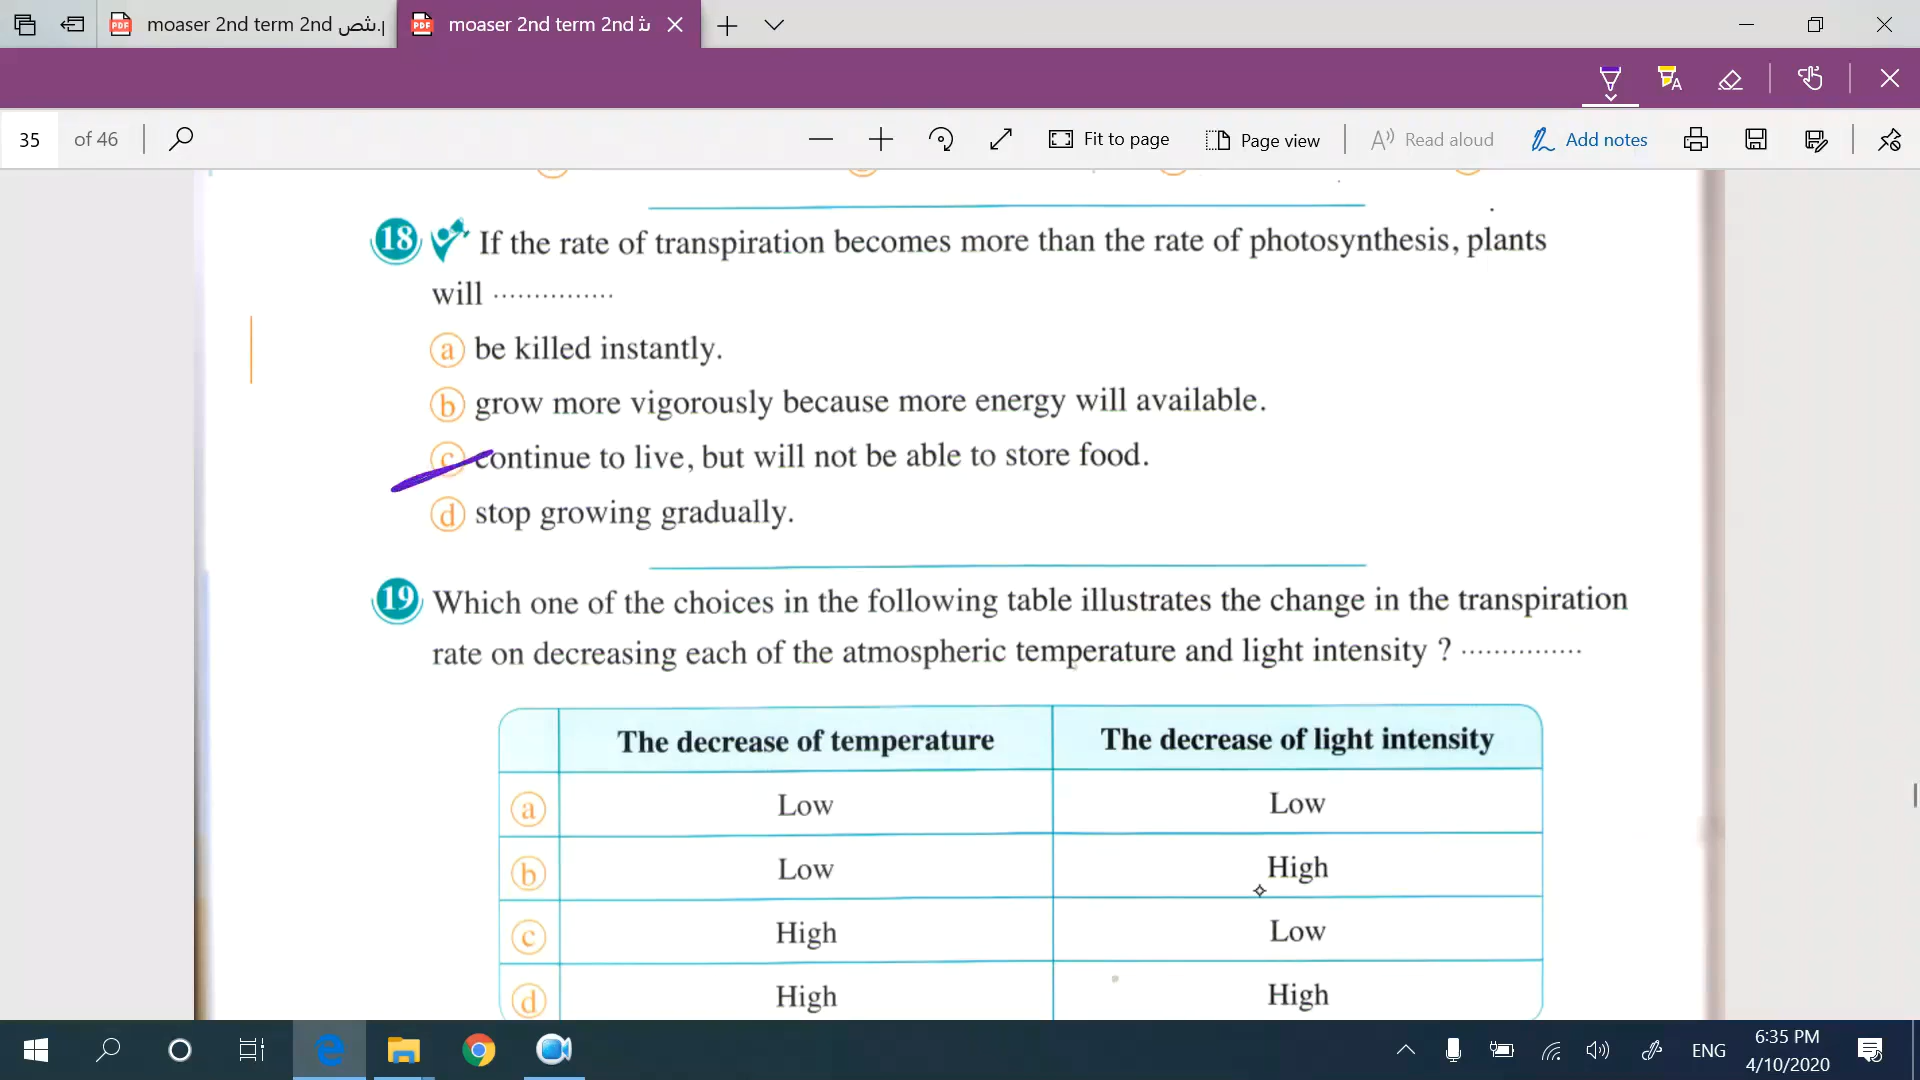 moaser 2nd term 2nd ثص.پ
moaser 2nd term 2nd ث
35 of 46
Fit to page
Page view
Read aloud
Add notes
18 If the rate of transpiration becomes more than the rate of photosynthesis, plants
will ...............
a be killed instantly.
b grow more vigorously because more energy will available.
c continue to live, but will not be able to store food.
d stop growing gradually.
19 Which one of the choices in the following table illustrates the change in the transpiration
rate on decreasing each of the atmospheric temperature and light intensity ? ...............
The decrease of temperature The decrease of light intensity
a Low Low
b Low High
c High Low
d High High
ENG
6:35 PM
4/10/2020